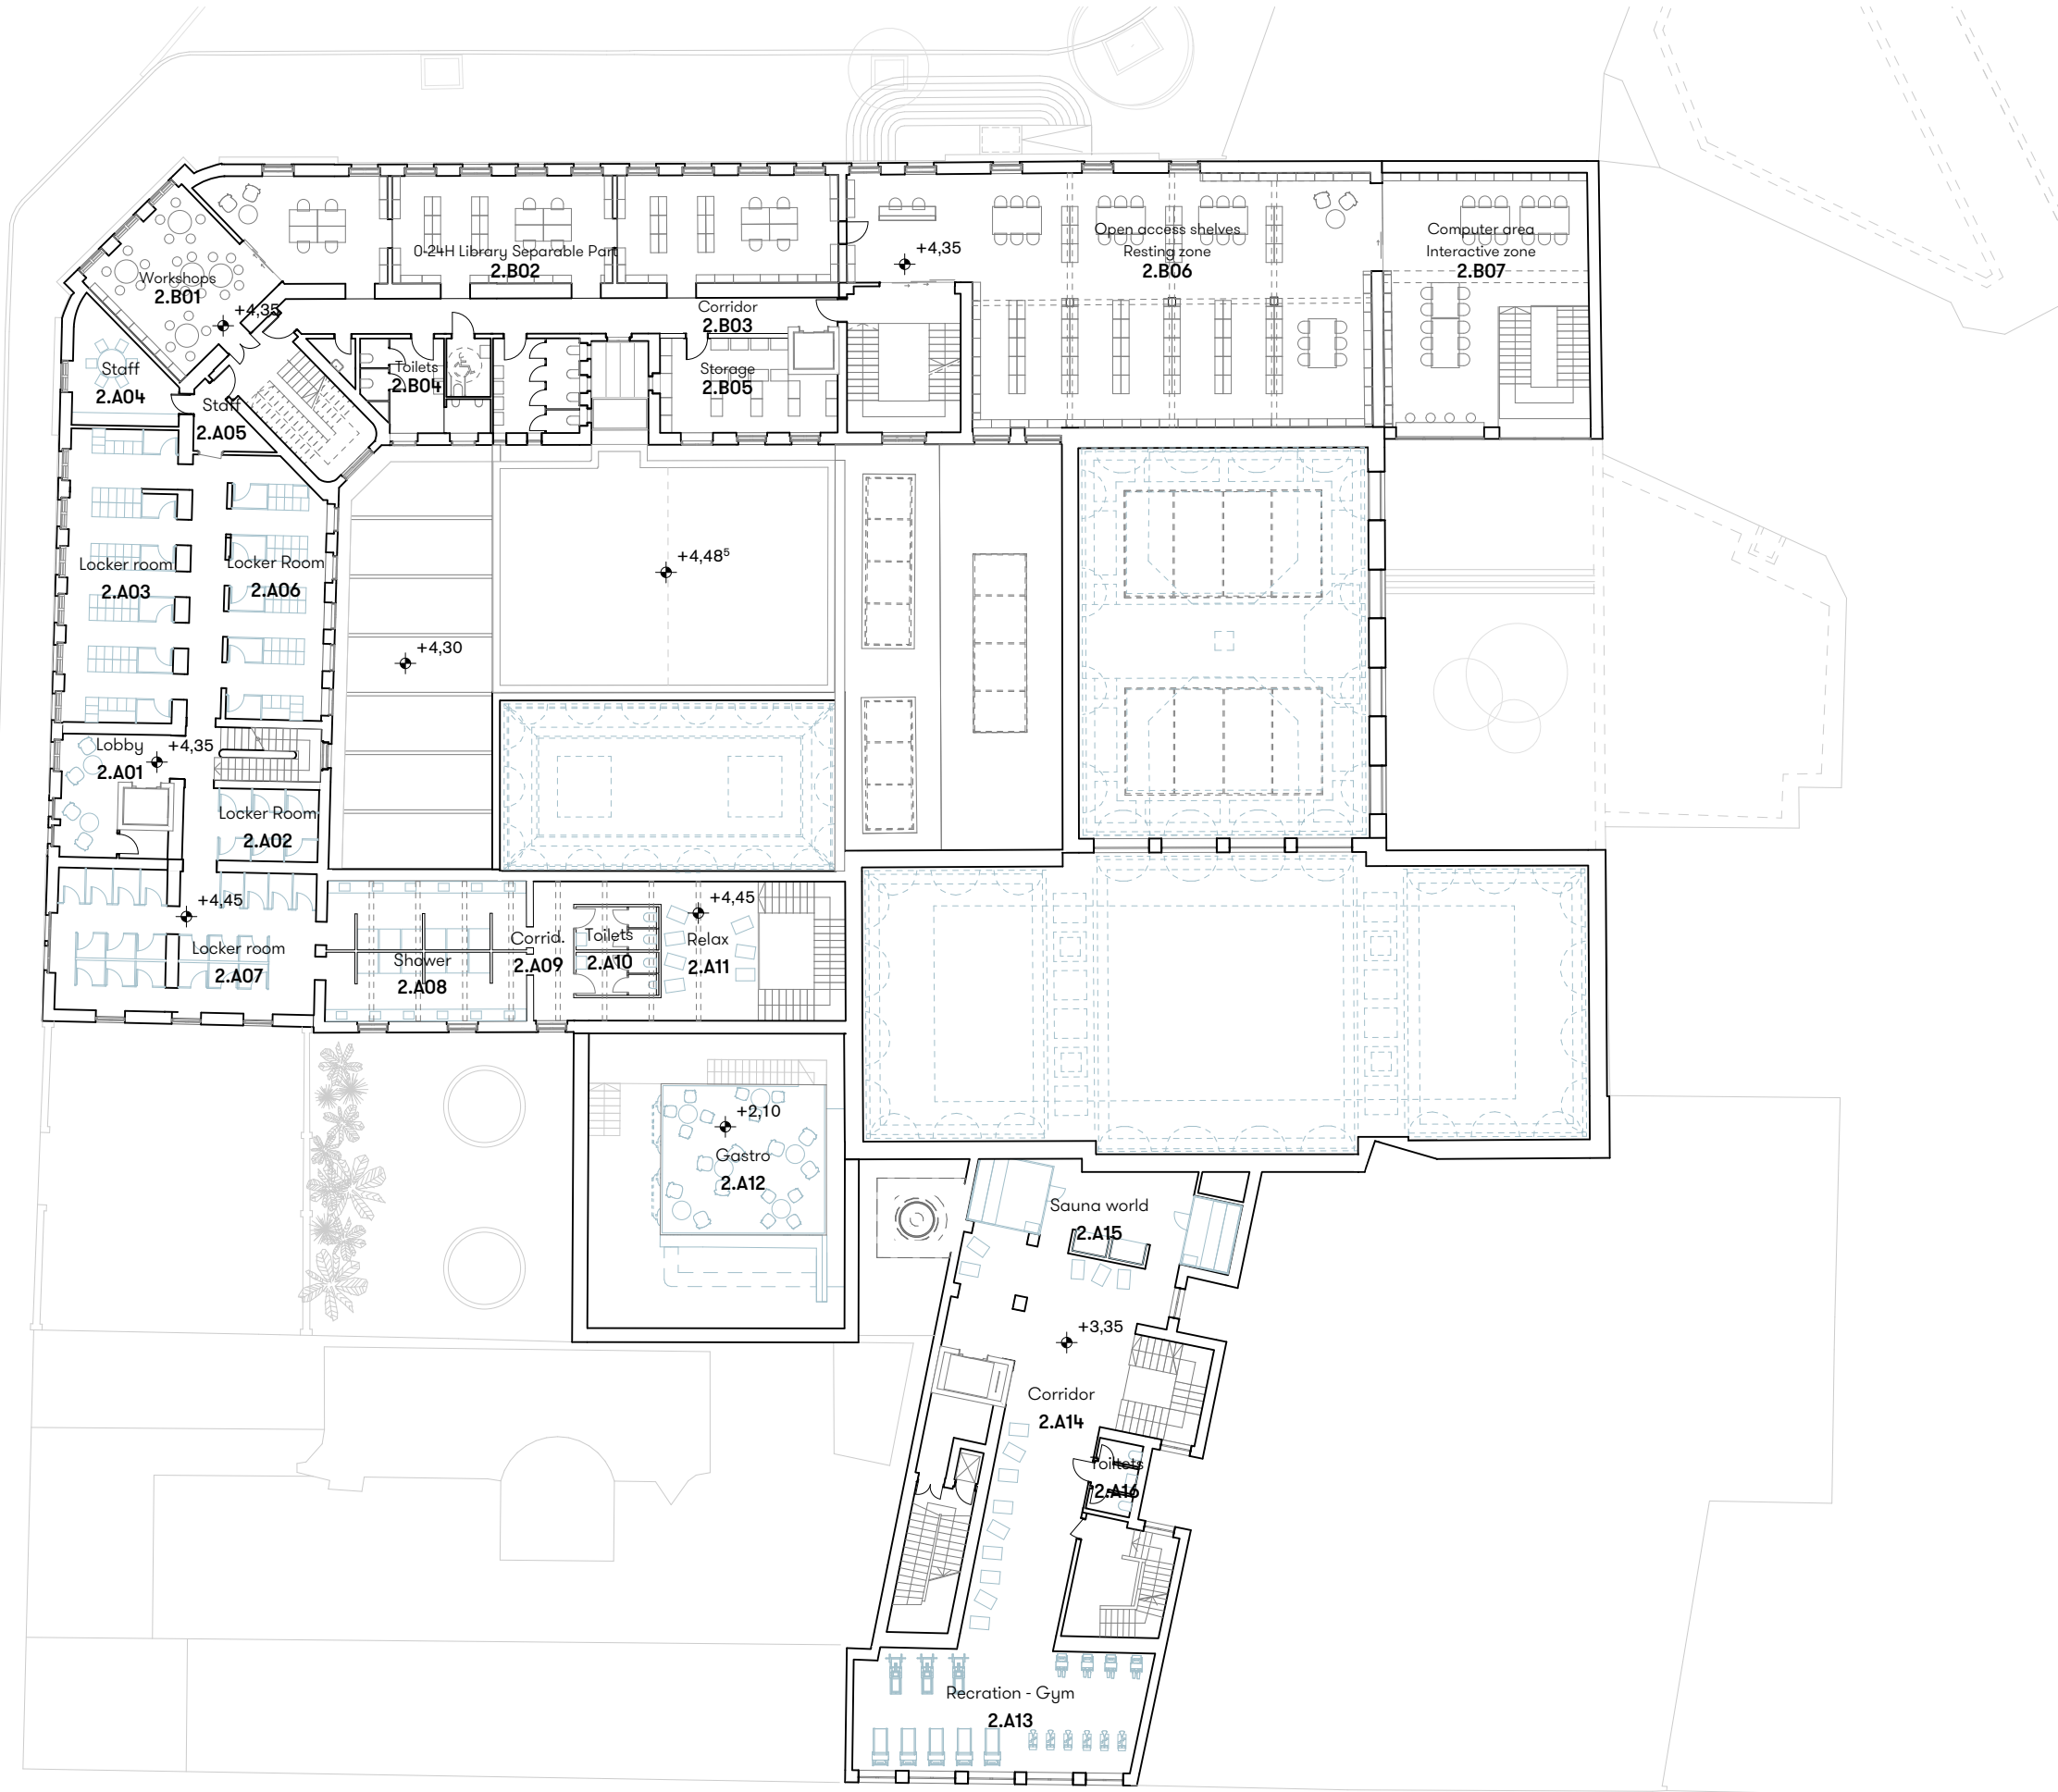 Open access shelves
Resting zone
2.B06
Computer area
Interactive zone
2.B07
+4,35
0-24H Library Separable Part
2.B02
Workshops
2.B01
+4,35
Corridor
2.B03
Toilets
2.B04
Storage
2.B05
Staff
2.A04
Staff
2.A05
Locker room
2.A03
Locker Room
2.A06
+4,48⁵
+4,30
Lobby
2.A01
+4,35
Locker Room
2.A02
+4,45
Locker room
2.A07
Shower
2.A08
Corrid.
2.A09
Toilets
2.A10
+4,45
Relax
2.A11
+2,10
Gastro
2.A12
Sauna world
2.A15
+3,35
Corridor
2.A14
Toiltets
2.A16
Recration - Gym
2.A13